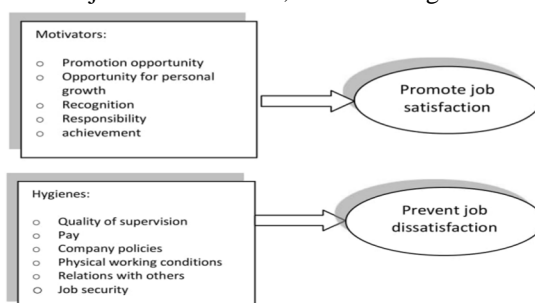 Motivators:
o Promotion opportunity
o Opportunity for personal
growth
o Recognition
o Responsibility
o achievement
Promote job
satisfaction
Hygienes:
o Quality of supervision
o Pay
o Company policies
o Physical working conditions
o Relations with others
o Job security
Prevent job
dissatisfaction